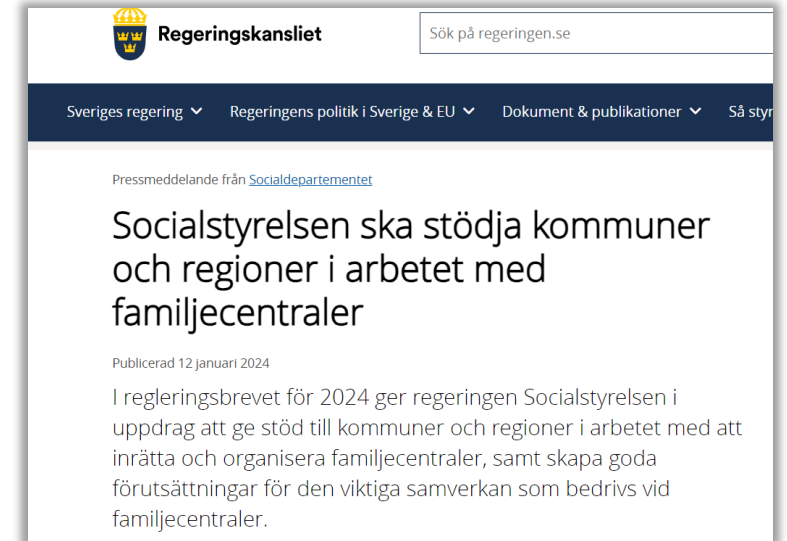 Regeringskansliet
Sök på regeringen.se
Sveriges regering
Regeringens politik i Sverige & EU
Dokument & publikationer
Så styr
Pressmeddelande från Socialdepartementet
Socialstyrelsen ska stödja kommuner
och regioner i arbetet med
familjecentraler
Publicerad 12 januari 2024
I regleringsbrevet för 2024 ger regeringen Socialstyrelsen i
uppdrag att ge stöd till kommuner och regioner i arbetet med att
inrätta och organisera familjecentraler, samt skapa goda
förutsättningar för den viktiga samverkan som bedrivs vid
familjecentraler.